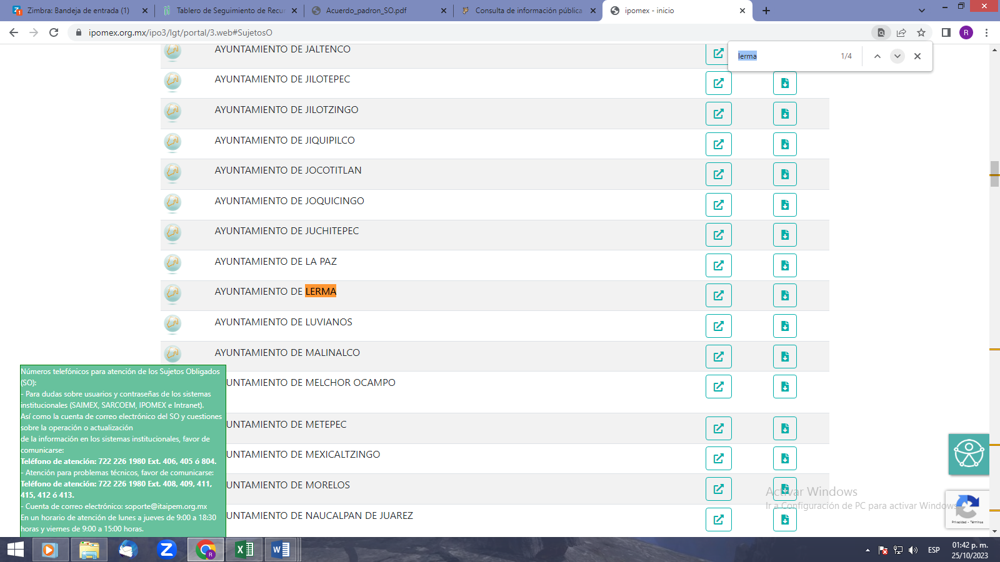 Zimbra: Bandeja de entrada (1)
Tablero de Seguimiento de Recur
Acuerdo_padron_SO.pdf
Consulta de información pública
ipomex - inicio
ipomex.org.mx/ipo3/lgt/portal/3.web#SujetosO
R
lerma
1/4
AYUNTAMIENTO DE JALTENCO
AYUNTAMIENTO DE JILOTEPEC
AYUNTAMIENTO DE JILOTZINGO
AYUNTAMIENTO DE JIQUIPILCO
AYUNTAMIENTO DE JOCOTITLAN
AYUNTAMIENTO DE JOQUICINGO
AYUNTAMIENTO DE JUCHITEPEC
AYUNTAMIENTO DE LA PAZ
AYUNTAMIENTO DE LERMA
AYUNTAMIENTO DE LUVIANOS
AYUNTAMIENTO DE MALINALCO
UNTAMIENTO DE MELCHOR OCAMPO
UNTAMIENTO DE METEPEC
UNTAMIENTO DE MEXICALTZINGO
UNTAMIENTO DE MORELOS
UNTAMIENTO DE NAUCALPAN DE JUAREZ
Números telefónicos para atención de los Sujetos Obligados
(SO):
- Para dudas sobre usuarios y contraseñas de los sistemas
institucionales (SAIMEX, SARCOEM, IPOMEX e Intranet).
Así como la cuenta de correo electrónico del SO y cuestiones
sobre la operación o actualización
de la información en los sistemas institucionales, favor de
comunicarse:
Teléfono de atención: 722 226 1980 Ext. 406, 405 ó 804.
- Atención para problemas técnicos, favor de comunicarse:
Teléfono de atención: 722 226 1980 Ext. 408, 409, 411,
415, 412 ó 413.
- Cuenta de correo electrónico: soporte@itaipem.org.mx
En un horario de atención de lunes a jueves de 9:00 a 18:30
horas y viernes de 9:00 a 15:00 horas.
Activar Windows
Ir a Configuración de PC para activar Windows
Privacidad - Términos
ESP
01:42 p. m.
25/10/2023